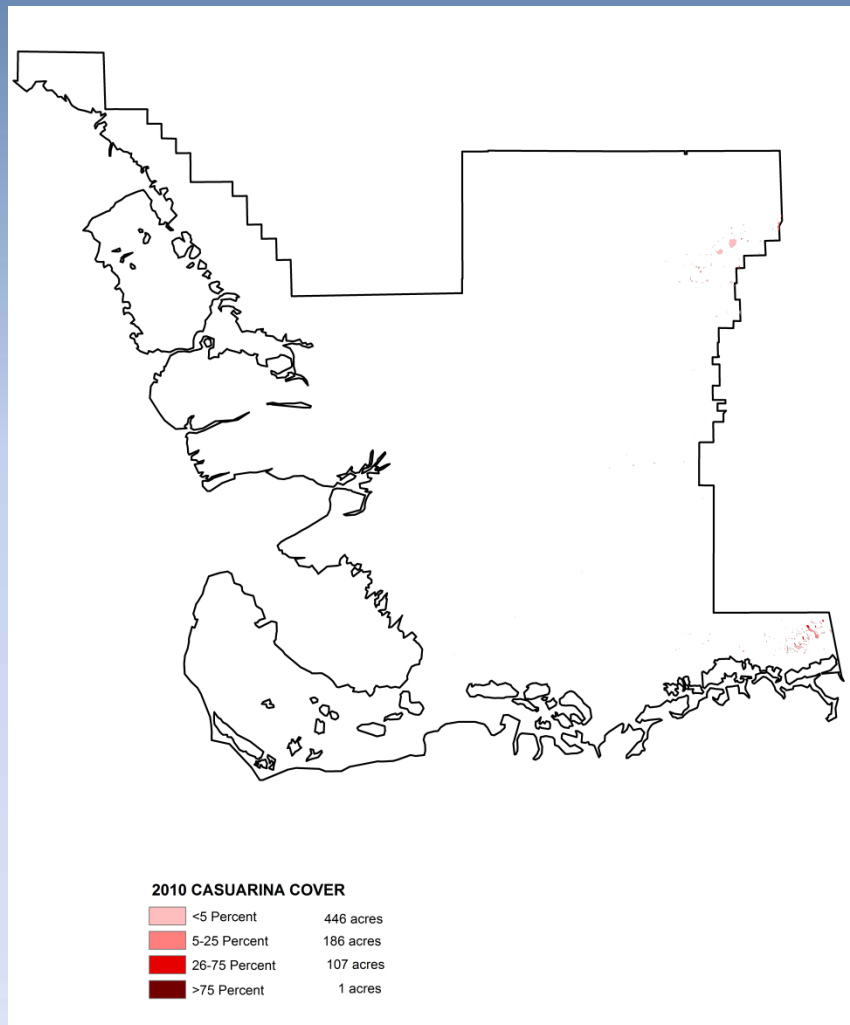 2010 CASUARINA COVER
<5 Percent 446 acres
5-25 Percent 186 acres
26-75 Percent 107 acres
>75 Percent 1 acres